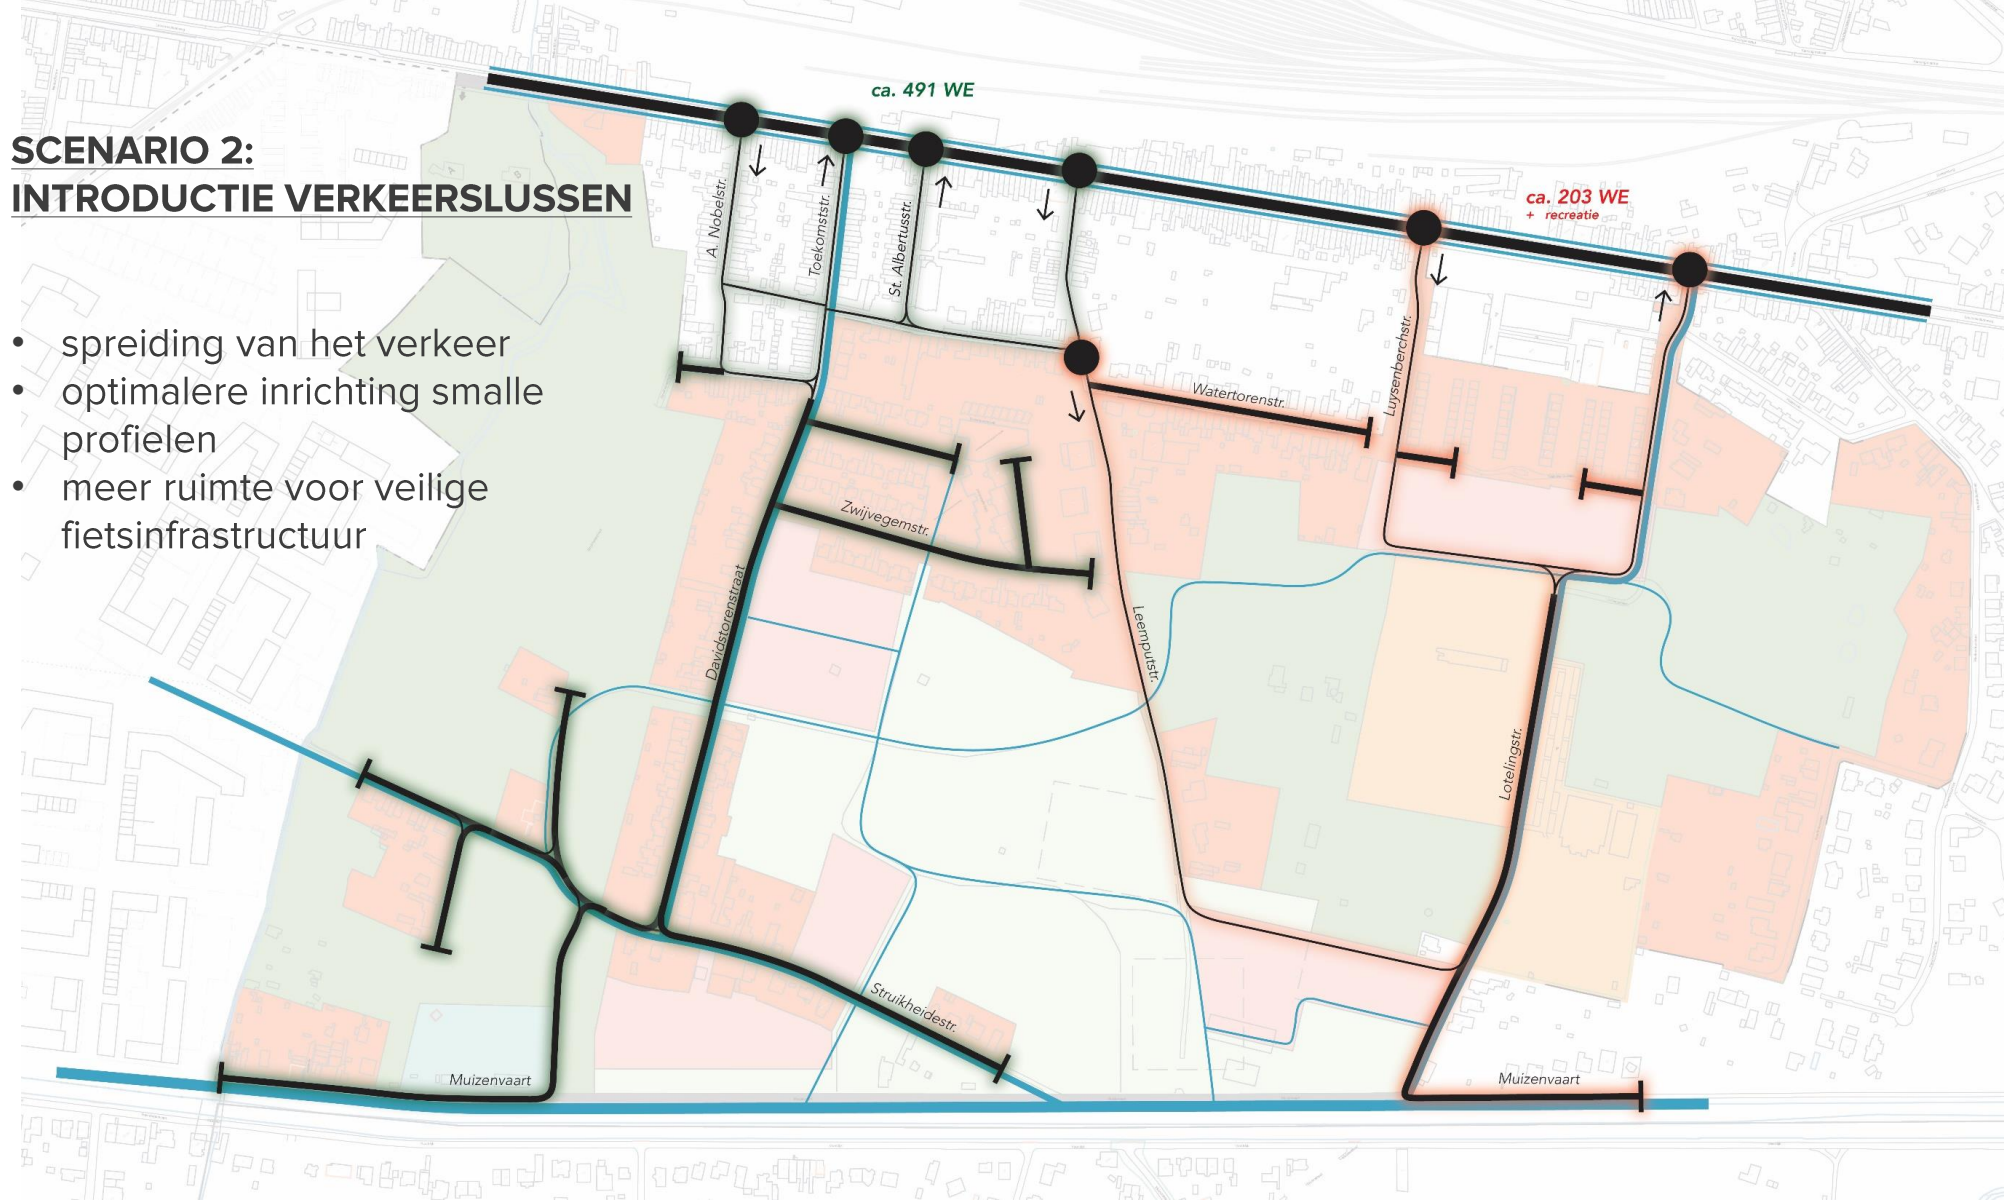 SCENARIO 2:
INTRODUCTIE VERKEERSLUSSEN
• spreiding van het verkeer
• optimalere inrichting smalle
profielen
• meer ruimte voor veilige
fietsinfrastructuur
ca. 491 WE
ca. 203 WE
+ recreatie
A. Nobelstr.
Toekomststr.
St. Albertusstr.
Luysenberchstr.
Watertorenstr.
Zwijvegemstr.
Davidstorenstraat
Leemputstr.
Lotelingstr.
Struikheidestr.
Muizenvaart
Muizenvaart